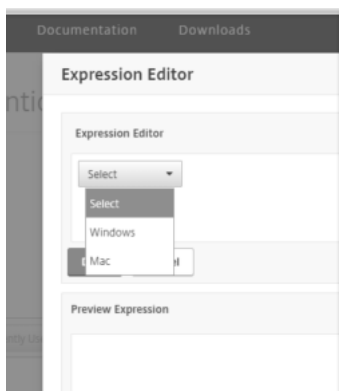 Documentation Downloads
Expression Editor
Expression Editor
Select
Select
Windows
Mac
Preview Expression